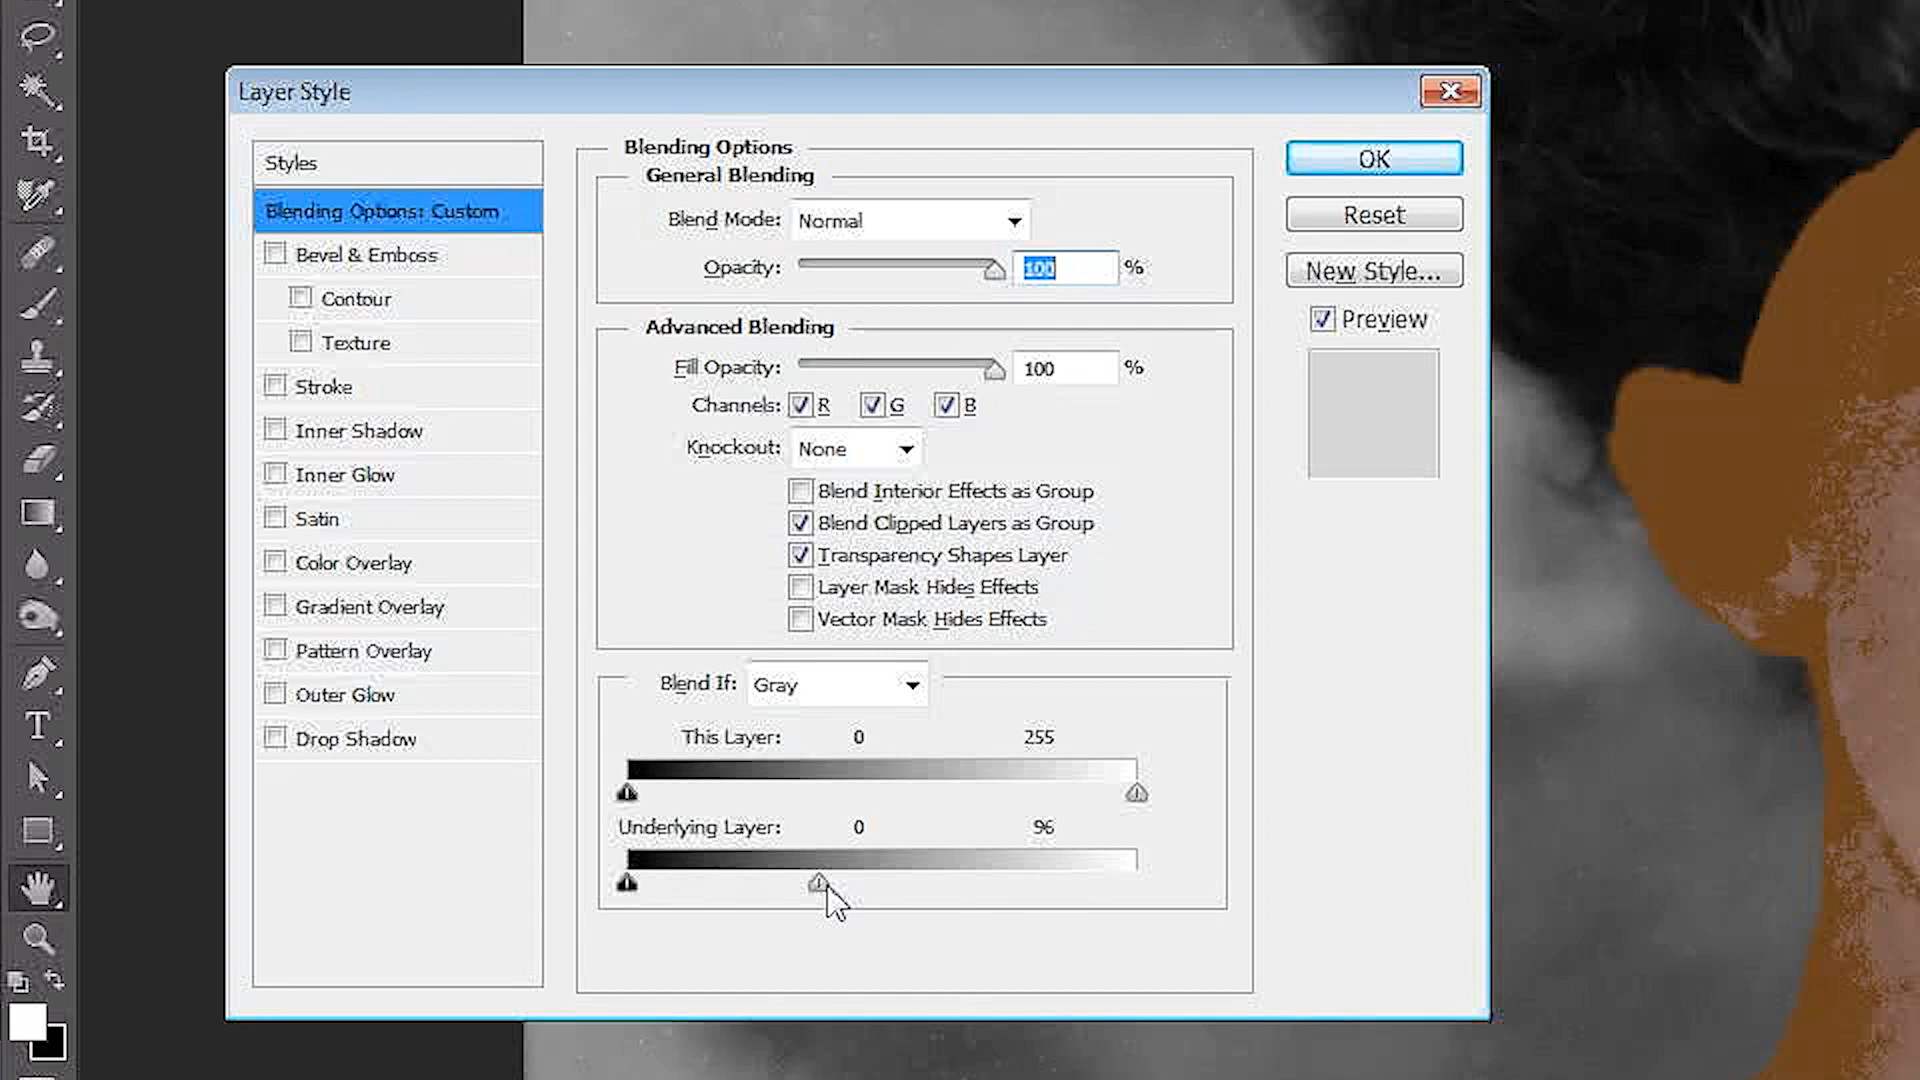 Layer Style
Styles
Blending Options: Custom
Bevel & Emboss
Contour
Texture
Stroke
Inner Shadow
Inner Glow
Satin
Color Overlay
Gradient Overlay
Pattern Overlay
Outer Glow
Drop Shadow
Blending Options
General Blending
Blend Mode: Normal
Opacity: 100 %
Advanced Blending
Fill Opacity: 100 %
Channels: R G B
Knockout: None
Blend Interior Effects as Group
Blend Clipped Layers as Group
Transparency Shapes Layer
Layer Mask Hides Effects
Vector Mask Hides Effects
Blend If: Gray
This Layer: 0 255
Underlying Layer: 0 96
OK
Reset
New Style...
Preview
T